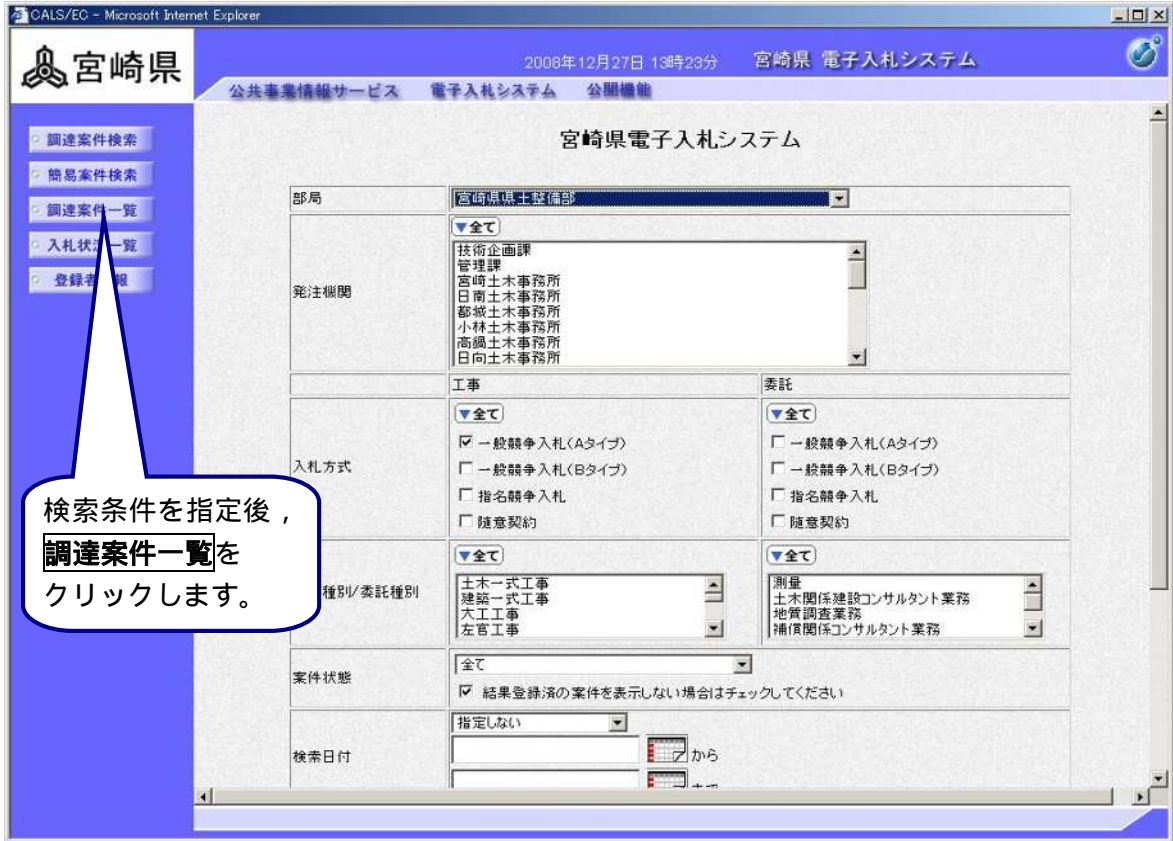 CALS/EC - Microsoft Internet Explorer
宮崎県
2008年12月27日 13時23分
宮崎県 電子入札システム
公共事業情報サービス
電子入札システム
公開機能
調達案件検索
簡易案件検索
調達案件一覧
入札状況一覧
登録者情報
宮崎県電子入札システム
部局
宮崎県県土整備部
発注機関
▼全て
技術企画課
管理課
宮崎土木事務所
日南土木事務所
都城土木事務所
小林土木事務所
高鍋土木事務所
日向土木事務所
工事
委託
入札方式
▼全て
一般競争入札(Aタイプ)
一般競争入札(Bタイプ)
指名競争入札
随意契約
▼全て
一般競争入札(Aタイプ)
一般競争入札(Bタイプ)
指名競争入札
随意契約
種別/委託種別
▼全て
土木一式工事
建築一式工事
大工工事
左官工事
▼全て
測量
土木関係建設コンサルタント業務
地質調査業務
補償関係コンサルタント業務
案件状態
全て
結果登録済の案件を表示しない場合はチェックしてください
検索日付
指定しない
から
まで
検索条件を指定後，
調達案件一覧を
クリックします。